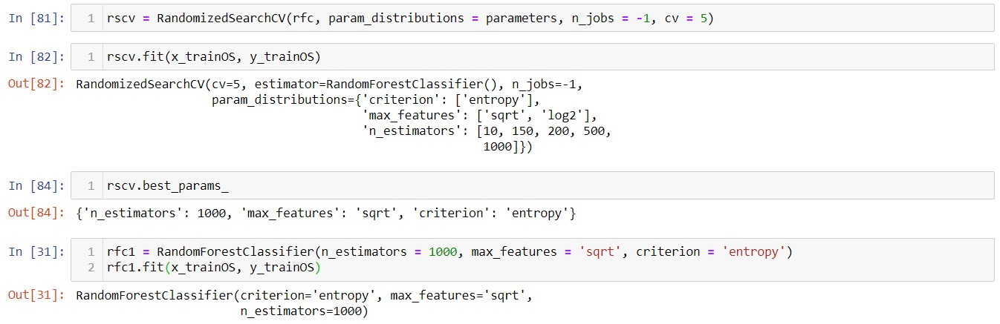 In [81]: 1 rscv = RandomizedSearchCV(rfc, param_distributions = parameters, n_jobs = -1, cv = 5)
In [82]: 1 rscv.fit(x_trainOS, y_trainOS)
Out[82]: RandomizedSearchCV(cv=5, estimator=RandomForestClassifier(), n_jobs=-1,
param_distributions={'criterion': ['entropy'],
'max_features': ['sqrt', 'log2'],
'n_estimators': [10, 150, 200, 500,
1000]})
In [84]: 1 rscv.best_params_
Out[84]: {'n_estimators': 1000, 'max_features': 'sqrt', 'criterion': 'entropy'}
In [31]: 1 rfc1 = RandomForestClassifier(n_estimators = 1000, max_features = 'sqrt', criterion = 'entropy')
2 rfc1.fit(x_trainOS, y_trainOS)
Out[31]: RandomForestClassifier(criterion='entropy', max_features='sqrt',
n_estimators=1000)